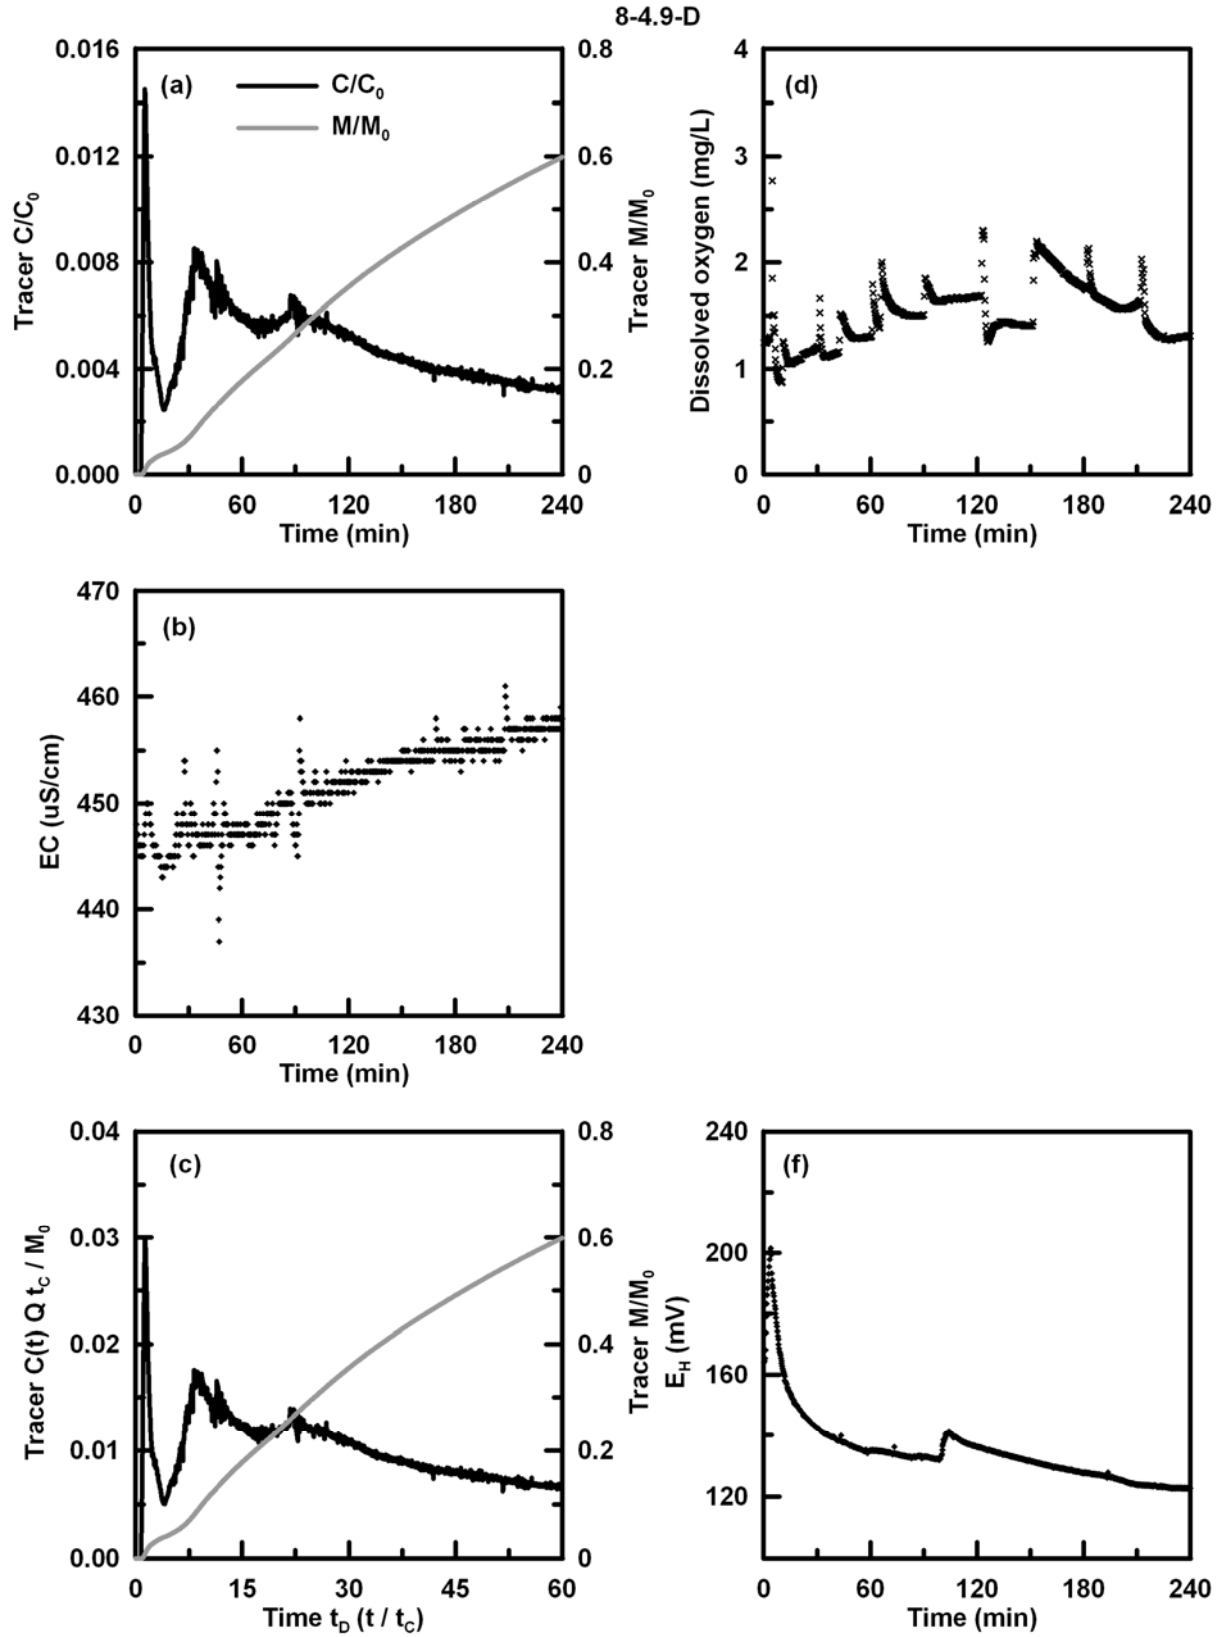 8-4.9-D
0.016
0.012
0.008
0.004
0.000
Tracer C/C0
(a)
C/C0
M/M0
0.8
0.6
0.4
0.2
0
Tracer M/M0
0 60 120 180 240
Time (min)
4
3
2
1
0
Dissolved oxygen (mg/L)
(d)
0 60 120 180 240
Time (min)
470
460
450
440
430
EC (uS/cm)
(b)
0 60 120 180 240
Time (min)
0.04
0.03
0.02
0.01
0.00
Tracer C(t) Q tC / M0
(c)
0.8
0.6
0.4
0.2
0
Tracer M/M0
0 15 30 45 60
Time tD (t / tC)
240
200
160
120
EH (mV)
(f)
0 60 120 180 240
Time (min)